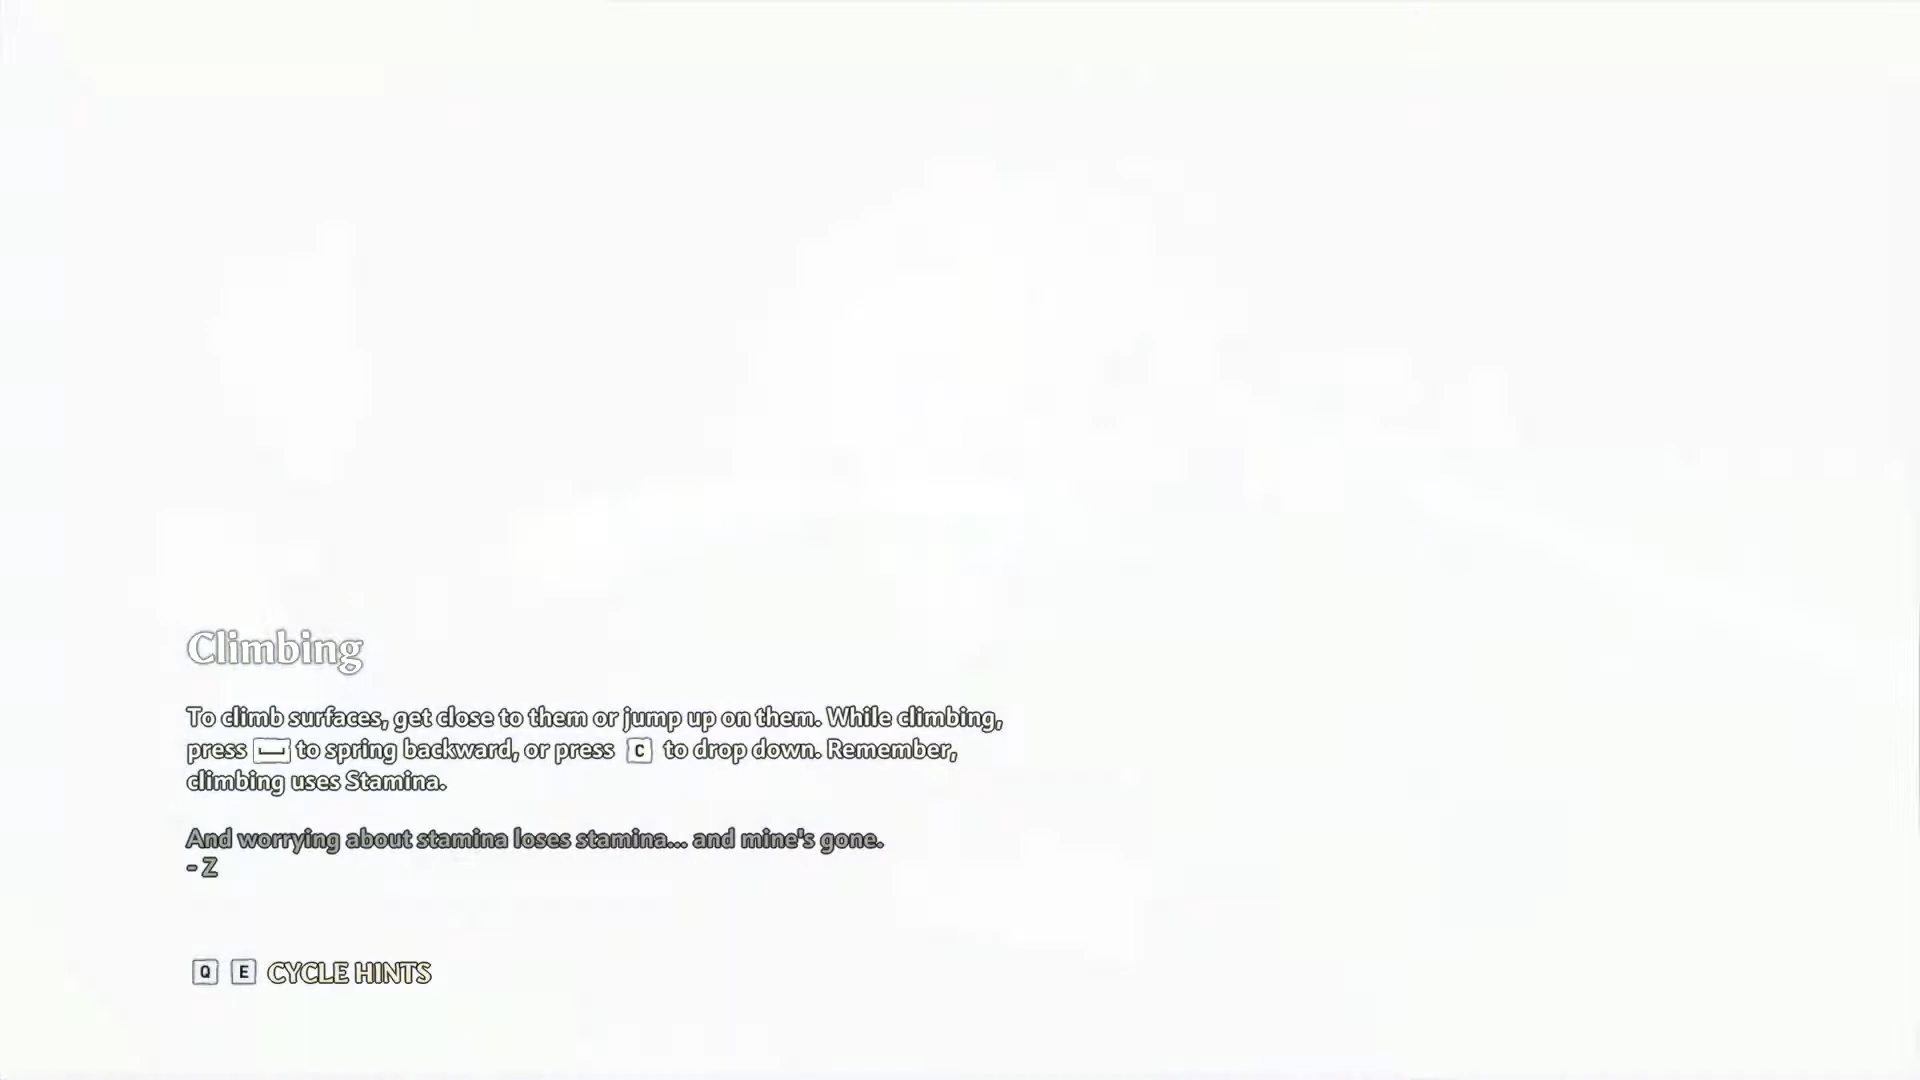 Climbing
To climb surfaces, get close to them or jump up on them. While climbing,
press to spring backward, or press C to drop down. Remember,
climbing uses Stamina.
And worrying about stamina loses stamina... and mine's gone.
- Z
Q E CYCLE HINTS